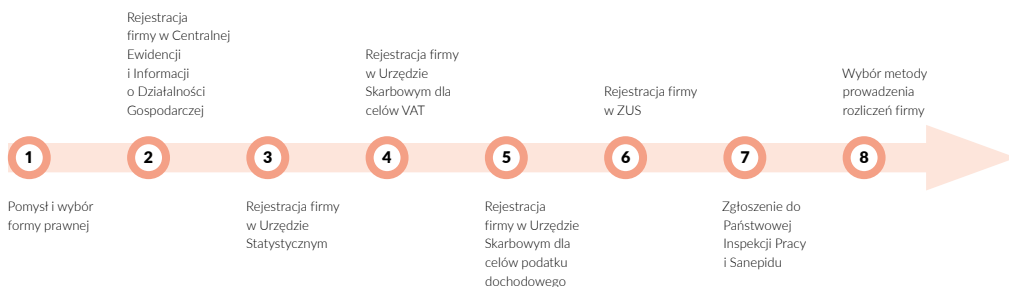 1
Pomysł i wybór
formy prawnej
2
Rejestracja
firmy w Centralnej
Ewidencji
i Informacji
o Działalności
Gospodarczej
3
Rejestracja firmy
w Urzędzie
Statystycznym
4
Rejestracja firmy
w Urzędzie
Skarbowym dla
celów VAT
5
Rejestracja
firmy w Urzędzie
Skarbowym dla
celów podatku
dochodowego
6
Rejestracja firmy
w ZUS
7
Zgłoszenie do
Państwowej
Inspekcji Pracy
i Sanepidu
8
Wybór metody
prowadzenia
rozliczeń firmy